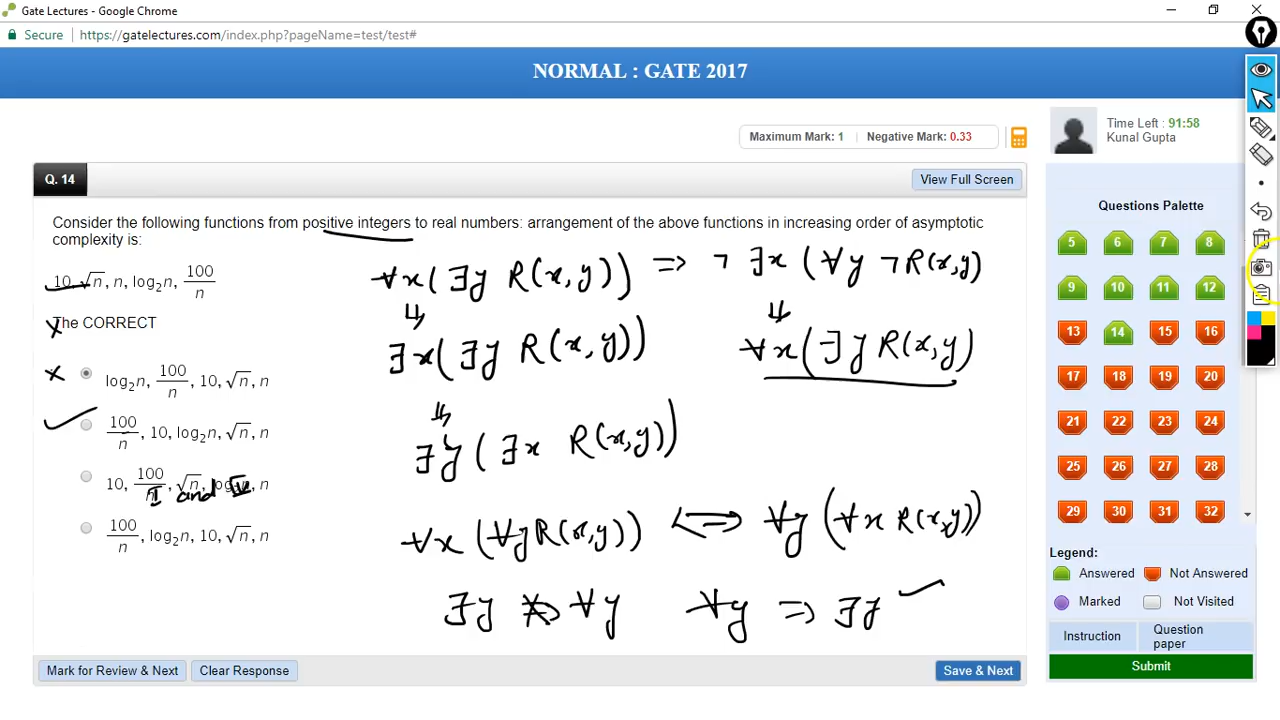 Gate Lectures - Google Chrome
Secure https://gatelectures.com/index.php?pageName=test/test#
NORMAL : GATE 2017
Maximum Mark: 1 | Negative Mark: 0.33
Time Left : 91:58
Kunal Gupta
Q. 14
View Full Screen
Consider the following functions from positive integers to real numbers: arrangement of the above functions in increasing order of asymptotic
complexity is:
10, √n, n, log₂n, 100/n
The CORRECT
log₂n, 100/n, 10, √n, n
100/n, 10, log₂n, √n, n
10, 100/n, √n, log₂n, n
I and IV
100/n, log₂n, 10, √n, n
∀x(∃y R(x,y)) => ¬∃x(∀y ¬R(x,y)
⇓ ⇓
∃x(∃y R(x,y)) ∀x(∃y R(x,y)
⇓
∃y(∃x R(x,y))
∀x(∀yR(x,y)) <=> ∀y(∀x R(x,y))
∃y ≠> ∀y ∀y => ∃y ✓
Mark for Review & Next
Clear Response
Save & Next
Questions Palette
5 6 7 8
9 10 11 12
13 14 15 16
17 18 19 20
21 22 23 24
25 26 27 28
29 30 31 32
Legend:
Answered Not Answered
Marked Not Visited
Instruction
Question paper
Submit